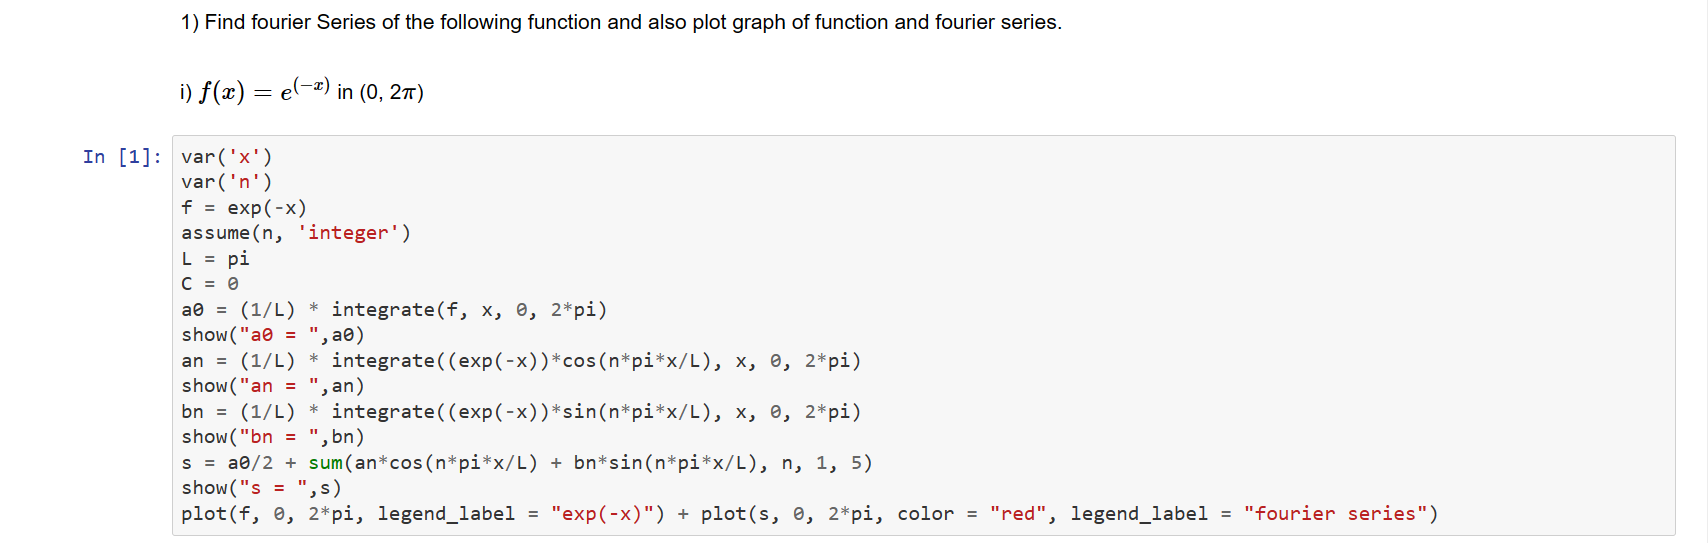 1) Find fourier Series of the following function and also plot graph of function and fourier series.
i) f(x) = e^(−x) in (0, 2π)
In [1]:
var('x')
var('n')
f = exp(-x)
assume(n, 'integer')
L = pi
C = 0
a0 = (1/L) * integrate(f, x, 0, 2*pi)
show("a0 = ",a0)
an = (1/L) * integrate((exp(-x))*cos(n*pi*x/L), x, 0, 2*pi)
show("an = ",an)
bn = (1/L) * integrate((exp(-x))*sin(n*pi*x/L), x, 0, 2*pi)
show("bn = ",bn)
s = a0/2 + sum(an*cos(n*pi*x/L) + bn*sin(n*pi*x/L), n, 1, 5)
show("s = ",s)
plot(f, 0, 2*pi, legend_label = "exp(-x)") + plot(s, 0, 2*pi, color = "red", legend_label = "fourier series")